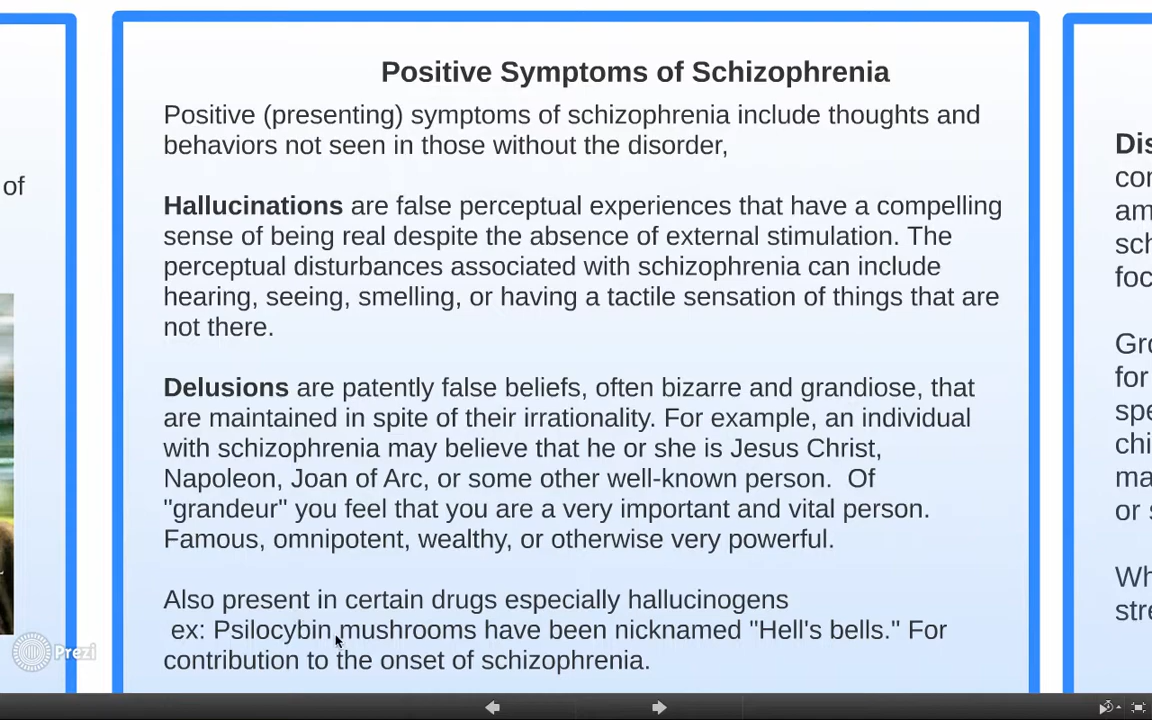 Positive Symptoms of Schizophrenia
Positive (presenting) symptoms of schizophrenia include thoughts and
behaviors not seen in those without the disorder,
Hallucinations are false perceptual experiences that have a compelling
sense of being real despite the absence of external stimulation. The
perceptual disturbances associated with schizophrenia can include
hearing, seeing, smelling, or having a tactile sensation of things that are
not there.
Delusions are patently false beliefs, often bizarre and grandiose, that
are maintained in spite of their irrationality. For example, an individual
with schizophrenia may believe that he or she is Jesus Christ,
Napoleon, Joan of Arc, or some other well-known person.  Of
"grandeur" you feel that you are a very important and vital person.
Famous, omnipotent, wealthy, or otherwise very powerful.
Also present in certain drugs especially hallucinogens
ex: Psilocybin mushrooms have been nicknamed "Hell's bells." For
contribution to the onset of schizophrenia.
of
Prezi